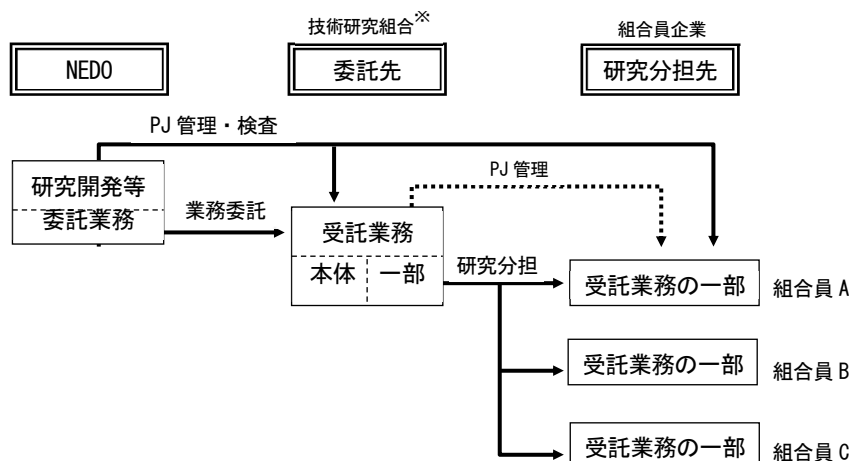 技術研究組合※
組合員企業
NEDO
委託先
研究分担先
PJ 管理・検査
PJ 管理
研究開発等
委託業務
業務委託
受託業務
本体
一部
研究分担
受託業務の一部
組合員 A
受託業務の一部
組合員 B
受託業務の一部
組合員 C